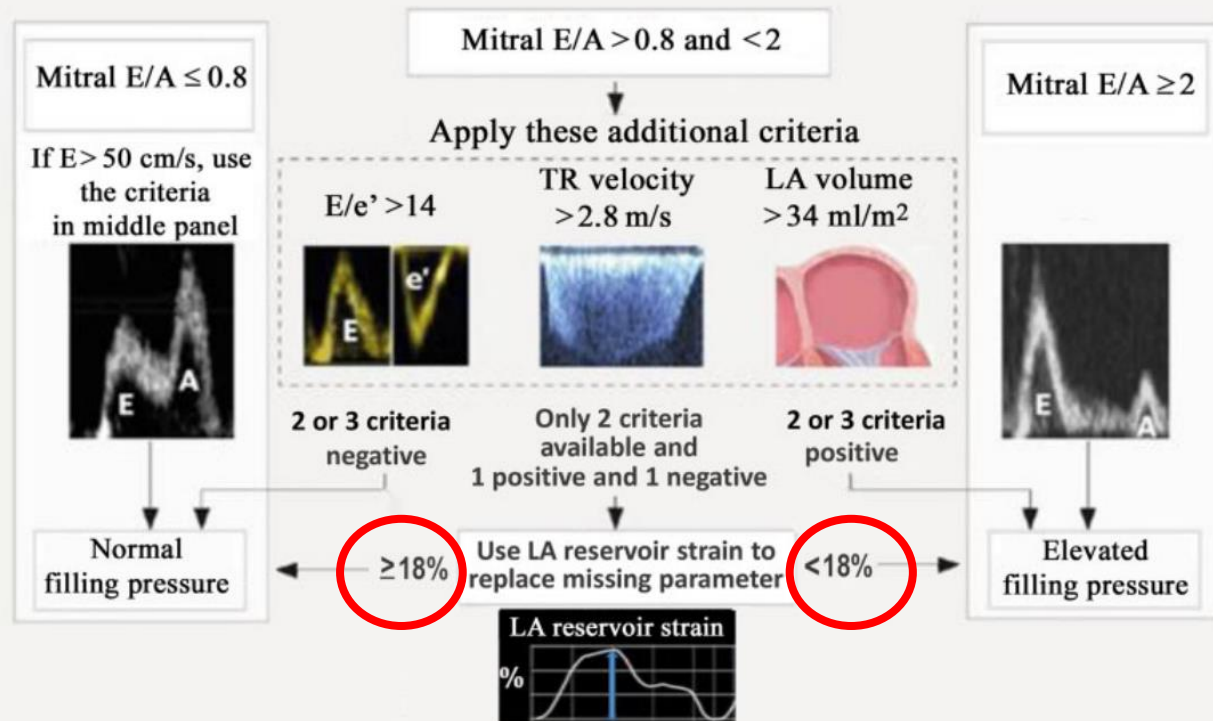 Mitral E/A ≤ 0.8
If E> 50 cm/s, use
the criteria
in middle panel
E
A
Normal
filling pressure
Mitral E/A > 0.8 and <2
Apply these additional criteria
E/e’ >14
E
e'
TR velocity
>2.8 m/s
LA volume
>34 ml/m²
2 or 3 criteria
negative
Only 2 criteria
available and
1 positive and 1 negative
2 or 3 criteria
positive
≥18%
Use LA reservoir strain to
replace missing parameter
<18%
LA reservoir strain
%
Mitral E/A ≥ 2
E
A
Elevated
filling pressure